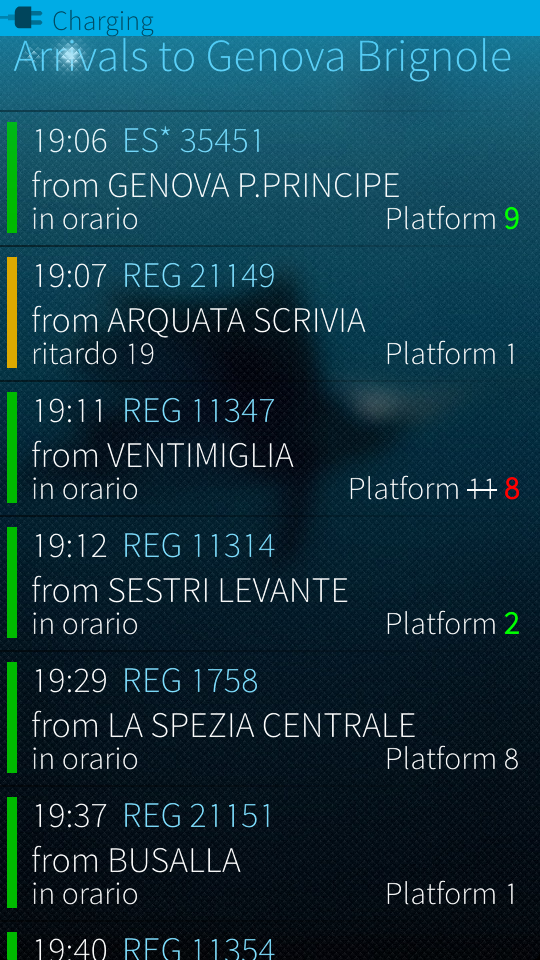 Charging
Arrivals to Genova Brignole
19:06 ES* 35451
from GENOVA P.PRINCIPE
in orario Platform 9
19:07 REG 21149
from ARQUATA SCRIVIA
ritardo 19 Platform 1
19:11 REG 11347
from VENTIMIGLIA
in orario Platform 11 8
19:12 REG 11314
from SESTRI LEVANTE
in orario Platform 2
19:29 REG 1758
from LA SPEZIA CENTRALE
in orario Platform 8
19:37 REG 21151
from BUSALLA
in orario Platform 1
19:40 REG 11354